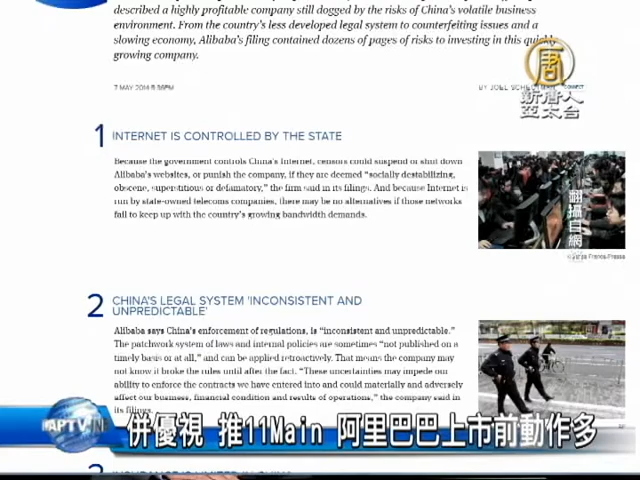 described a highly profitable company still dogged by the risks of China's volatile business
environment. From the country's less developed legal system to counterfeiting issues and a
slowing economy, Alibaba's filing contained dozens of pages of risks to investing in this quickly
growing company.
7 MAY 2014 6:36PM
BY JOEL
唐
新唐人
亞太台
1 INTERNET IS CONTROLLED BY THE STATE
Because the government controls China's Internet, censors could suspend or shut down
Alibaba's websites, or punish the company, if they are deemed "socially destabilizing,
obscene, superstitious or defamatory," the firm said in its filings. And because Internet is
run by state-owned telecoms companies, there may be no alternatives if those networks
fail to keep up with the country's growing bandwidth demands.
翻攝自網
France-Presse
2 CHINA'S LEGAL SYSTEM 'INCONSISTENT AND
UNPREDICTABLE'
Alibaba says China's enforcement of regulations, is "inconsistent and unpredictable."
The patchwork system of laws and internal policies are sometimes "not published on a
timely basis or at all," and can be applied retroactively. That means the company may
not know it broke the rules until after the fact. "These uncertainties may impede our
ability to enforce the contracts we have entered into and could materially and adversely
affect our business, financial condition and results of operations," the company said in
its filings.
APTV
併優視 推11Main 阿里巴巴上市前動作多